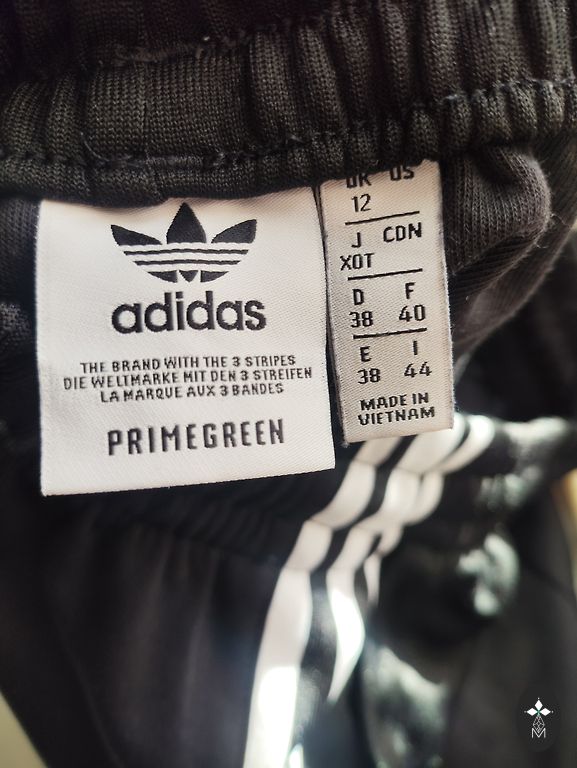 adidas
THE BRAND WITH THE 3 STRIPES
DIE WELTMARKE MIT DEN 3 STREIFEN
LA MARQUE AUX 3 BANDES
PRIMEGREEN
UK US
12
J CDN
XOT
D F
38 40
E I
38 44
MADE IN
VIETNAM